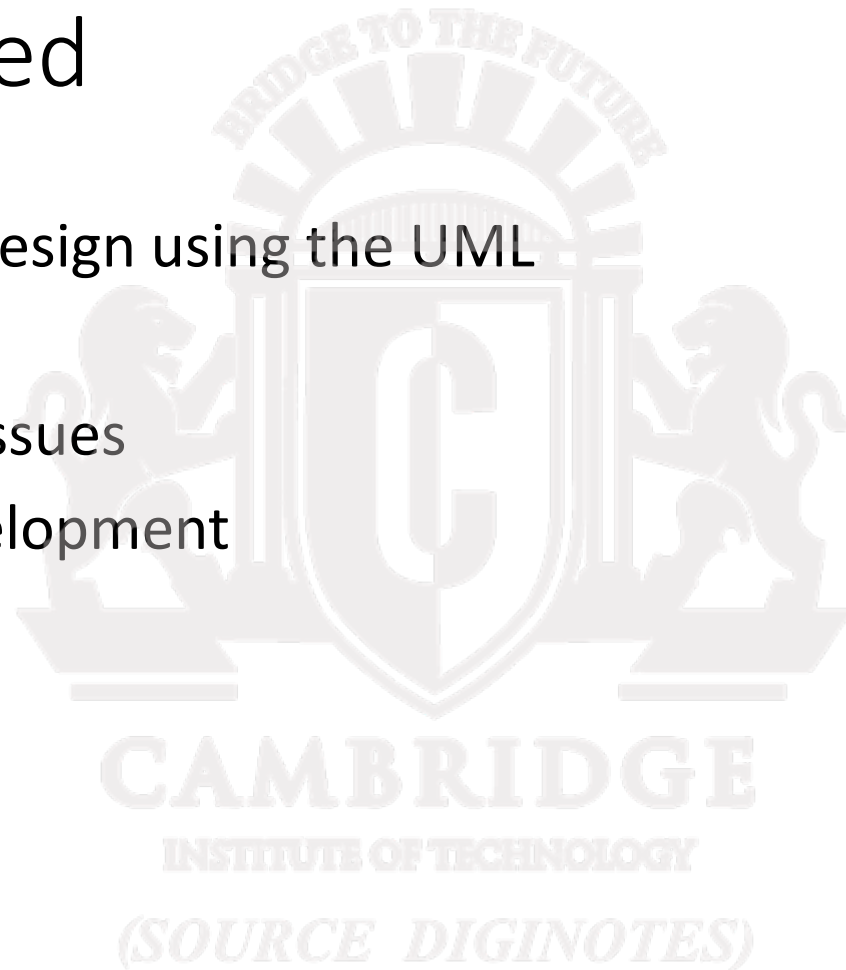 ed
BRIDGE TO THE FUTURE
esign using the UML
ssues
elopment
C
CAMBRIDGE
INSTITUTE OF TECHNOLOGY
(SOURCE DIGINOTES)